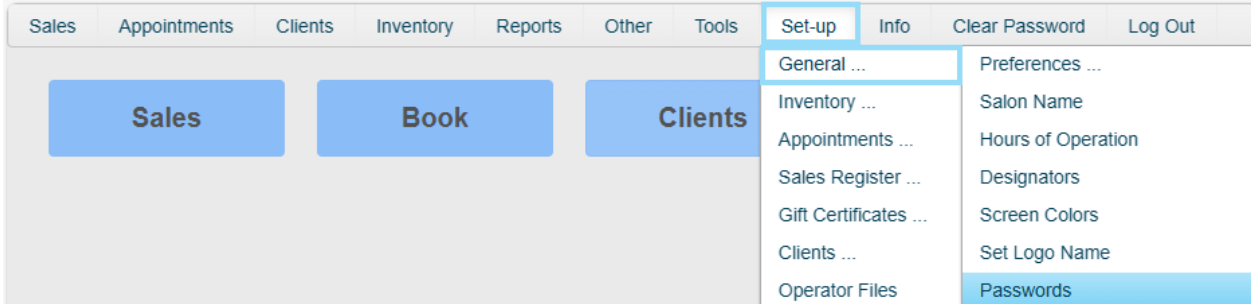 Sales Appointments Clients Inventory Reports Other Tools Set-up Info Clear Password Log Out
Sales Book Clients
General ...
Inventory ...
Appointments ...
Sales Register ...
Gift Certificates ...
Clients ...
Operator Files
Preferences ...
Salon Name
Hours of Operation
Designators
Screen Colors
Set Logo Name
Passwords